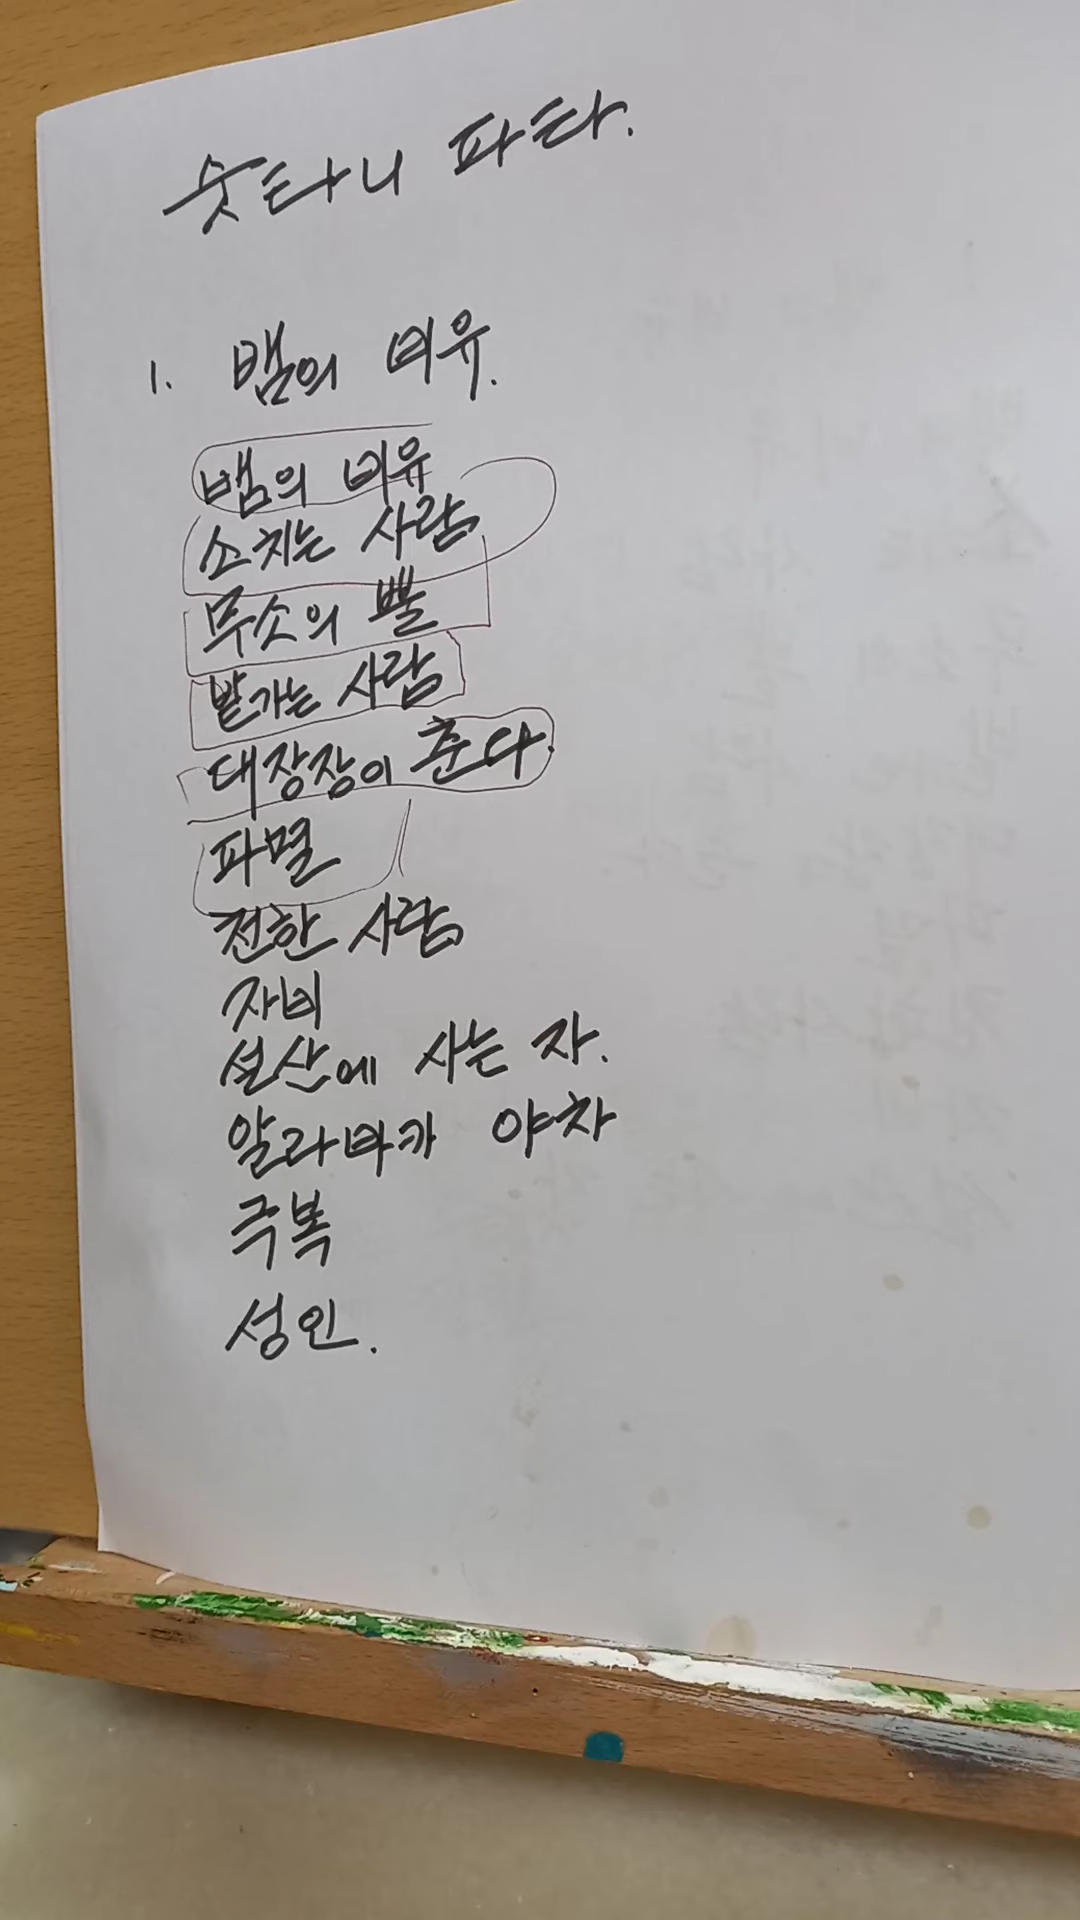 숫타니 파타.
1. 뱀의 비유.
뱀의 비유
소치는 사람
무소의 뿔
밭가는 사람
대장장이 춘다.
파멸
천한 사람
자비
설산에 사는 자.
알라바카 야차
극복
성인.